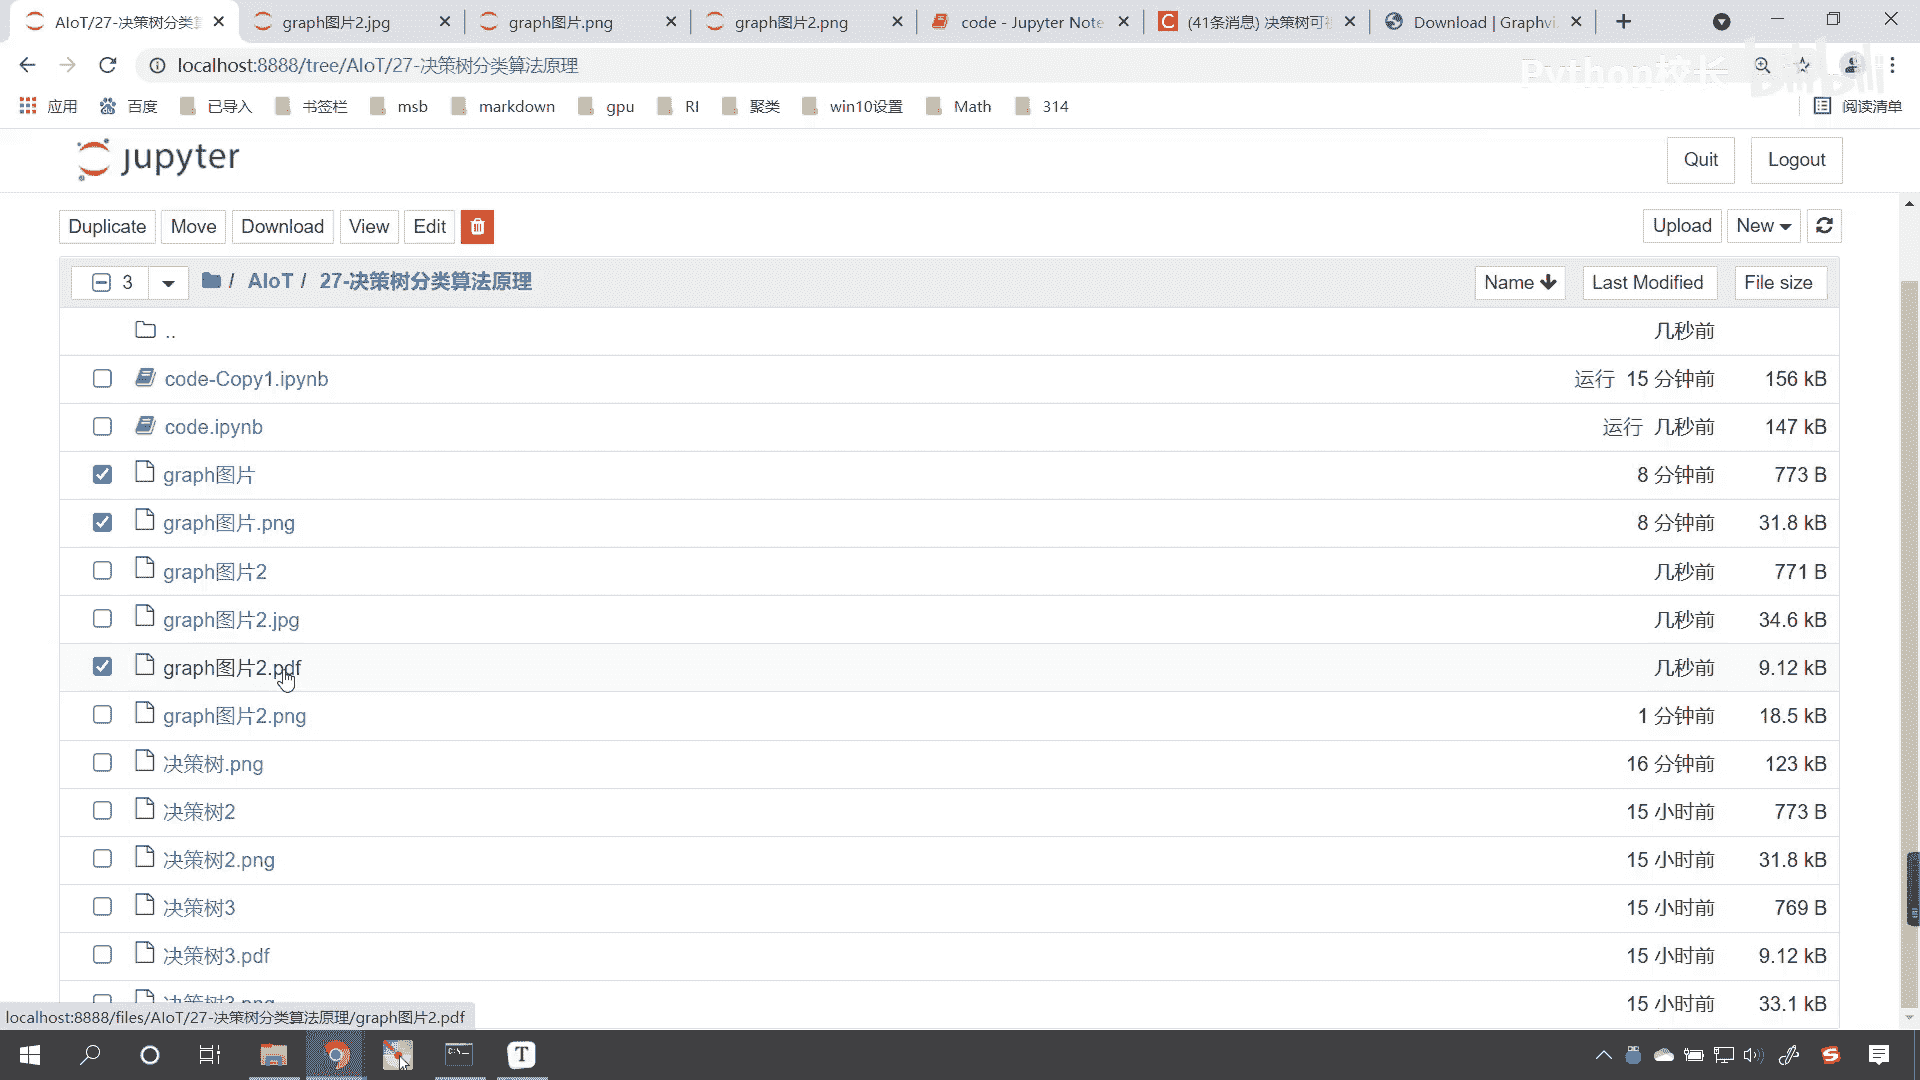 AIoT/27-决策树分类
graph图片2.jpg
graph图片.png
graph图片2.png
code - Jupyter Note
(41条消息) 决策树可
Download | Graphvi
localhost:8888/tree/AIoT/27-决策树分类算法原理
Python校长
bilibili
应用
百度
已导入
书签栏
msb
markdown
gpu
RI
聚类
win10设置
Math
314
阅读清单
jupyter
Quit
Logout
Duplicate
Move
Download
View
Edit
Upload
New
3
/ AIoT / 27-决策树分类算法原理
Name
Last Modified
File size
..
几秒前
code-Copy1.ipynb
运行 15 分钟前
156 kB
code.ipynb
运行 几秒前
147 kB
graph图片
8 分钟前
773 B
graph图片.png
8 分钟前
31.8 kB
graph图片2
几秒前
771 B
graph图片2.jpg
几秒前
34.6 kB
graph图片2.pdf
几秒前
9.12 kB
graph图片2.png
1 分钟前
18.5 kB
决策树.png
16 分钟前
123 kB
决策树2
15 小时前
773 B
决策树2.png
15 小时前
31.8 kB
决策树3
15 小时前
769 B
决策树3.pdf
15 小时前
9.12 kB
决策树3.png
15 小时前
33.1 kB
localhost:8888/files/AIoT/27-决策树分类算法原理/graph图片2.pdf